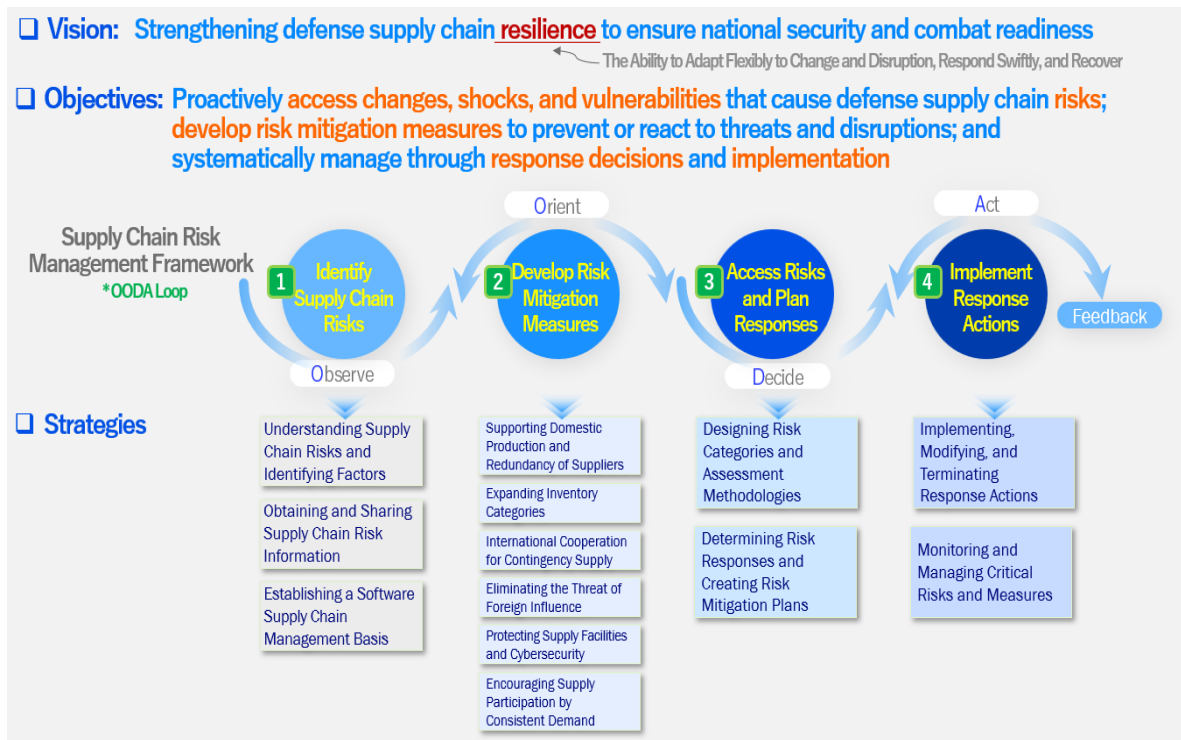 Vision: Strengthening defense supply chain resilience to ensure national security and combat readiness
The Ability to Adapt Flexibly to Change and Disruption, Respond Swiftly, and Recover
Objectives: Proactively access changes, shocks, and vulnerabilities that cause defense supply chain risks;
develop risk mitigation measures to prevent or react to threats and disruptions; and
systematically manage through response decisions and implementation
Supply Chain Risk
Management Framework
*OODA Loop
1
Identify
Supply Chain
Risks
Observe
Orient
2
Develop Risk
Mitigation
Measures
3
Access Risks
and Plan
Responses
Decide
Act
4
Implement
Response
Actions
Feedback
Strategies
Understanding Supply
Chain Risks and
Identifying Factors
Obtaining and Sharing
Supply Chain Risk
Information
Establishing a Software
Supply Chain
Management Basis
Supporting Domestic
Production and
Redundancy of Suppliers
Expanding Inventory
Categories
International Cooperation
for Contingency Supply
Eliminating the Threat of
Foreign Influence
Protecting Supply Facilities
and Cybersecurity
Encouraging Supply
Participation by
Consistent Demand
Designing Risk
Categories and
Assessment
Methodologies
Determining Risk
Responses and
Creating Risk
Mitigation Plans
Implementing,
Modifying, and
Terminating
Response Actions
Monitoring and
Managing Critical
Risks and Measures